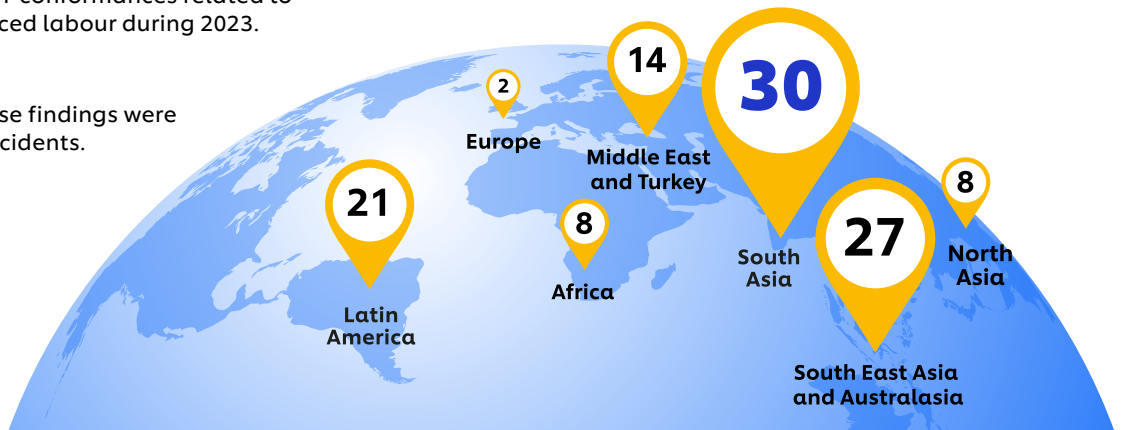 ced labour during 2023.
se findings were
cidents.
2
Europe
14
Middle East
and Turkey
30
South
Asia
8
North
Asia
21
Latin
America
8
Africa
27
South East Asia
and Australasia